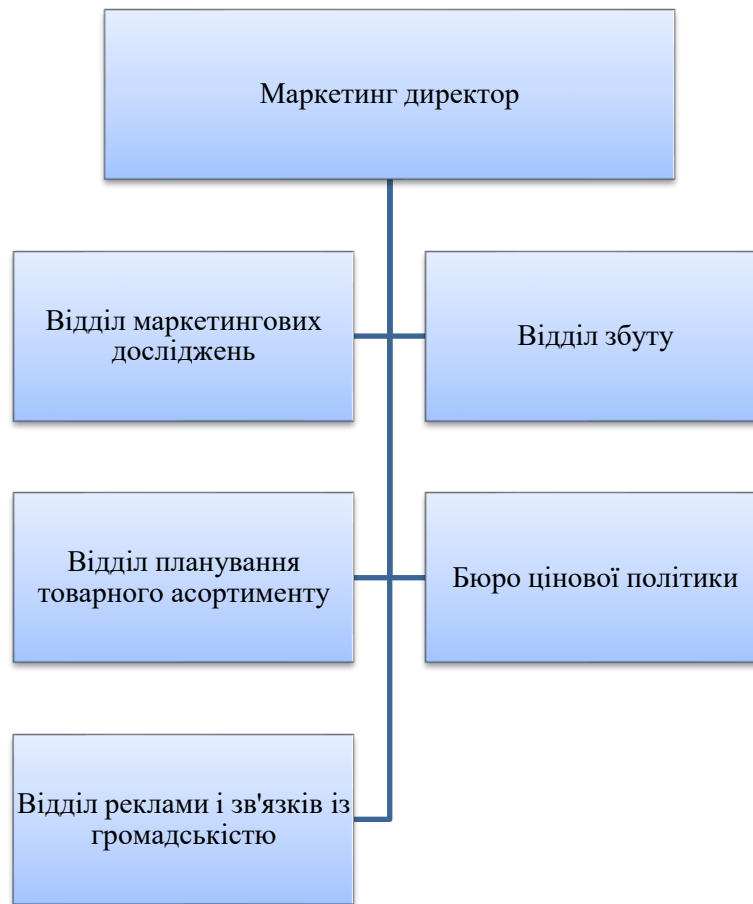 Маркетинг директор
Відділ маркетингових
досліджень
Відділ збуту
Відділ планування
товарного асортименту
Бюро цінової політики
Відділ реклами і зв'язків із
громадськістю